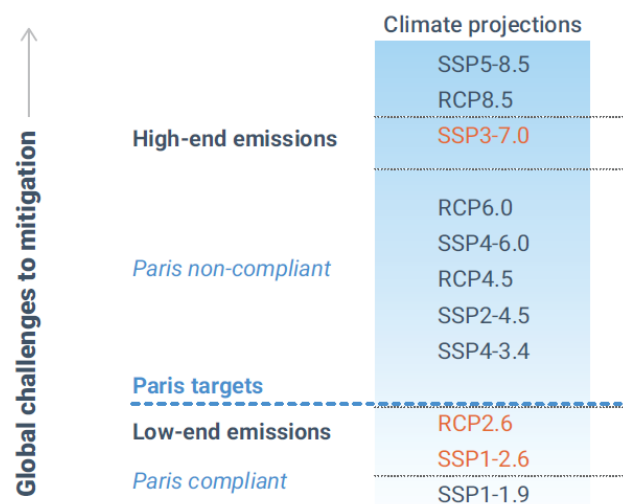 Global challenges to mitigation
Climate projections
SSP5-8.5
RCP8.5
High-end emissions
SSP3-7.0
RCP6.0
SSP4-6.0
Paris non-compliant
RCP4.5
SSP2-4.5
SSP4-3.4
Paris targets
Low-end emissions
RCP2.6
SSP1-2.6
Paris compliant
SSP1-1.9